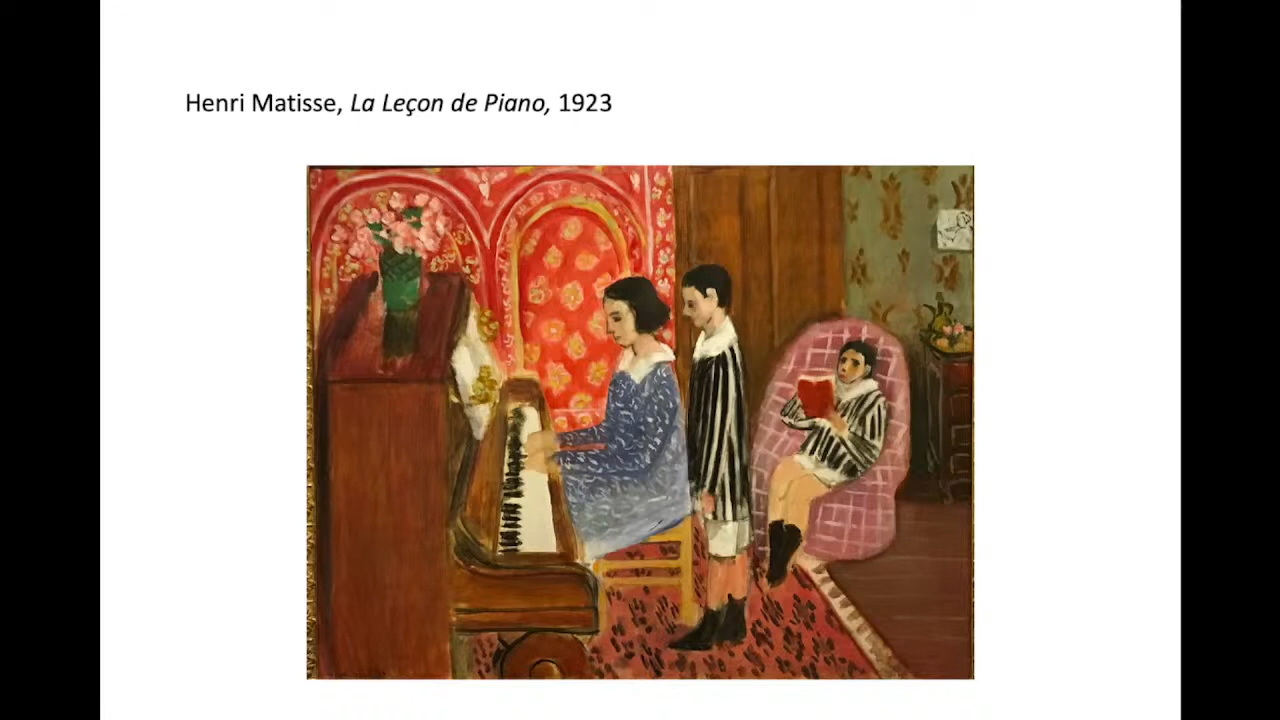 Henri Matisse, La Leçon de Piano, 1923